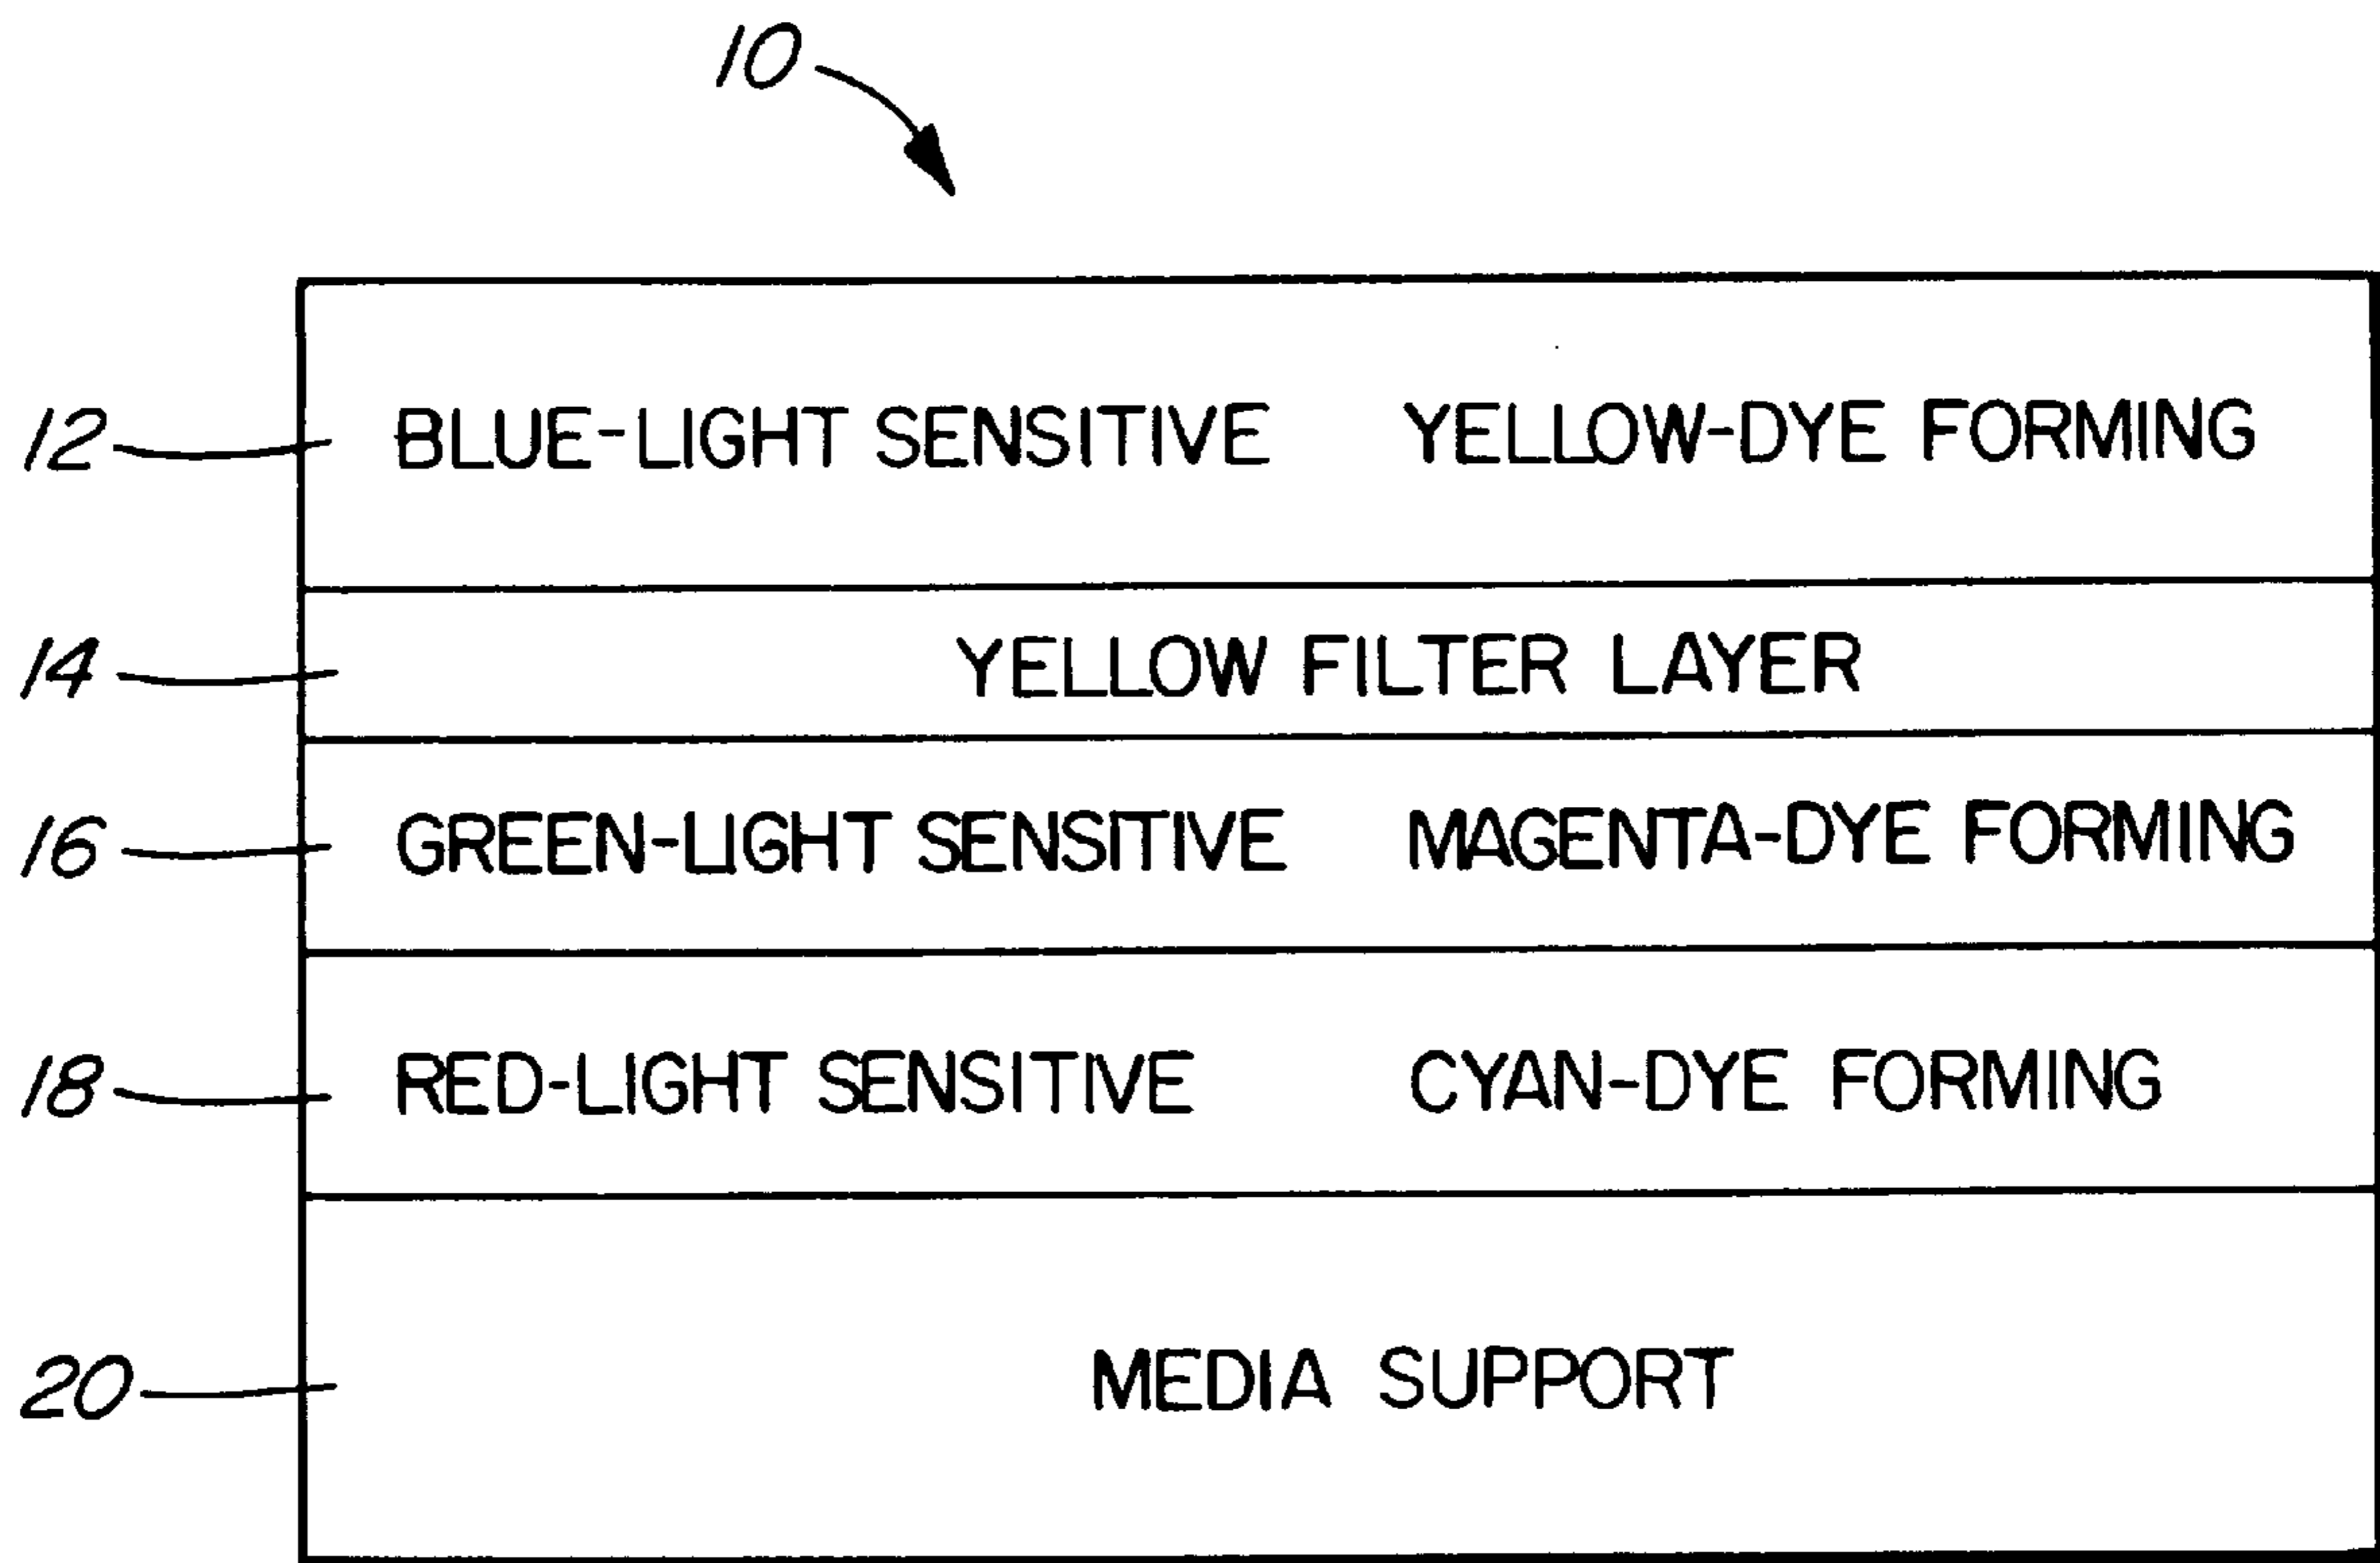 10
12 BLUE-LIGHT SENSITIVE YELLOW-DYE FORMING
14 YELLOW FILTER LAYER
16 GREEN-LIGHT SENSITIVE MAGENTA-DYE FORMING
18 RED-LIGHT SENSITIVE CYAN-DYE FORMING
20 MEDIA SUPPORT